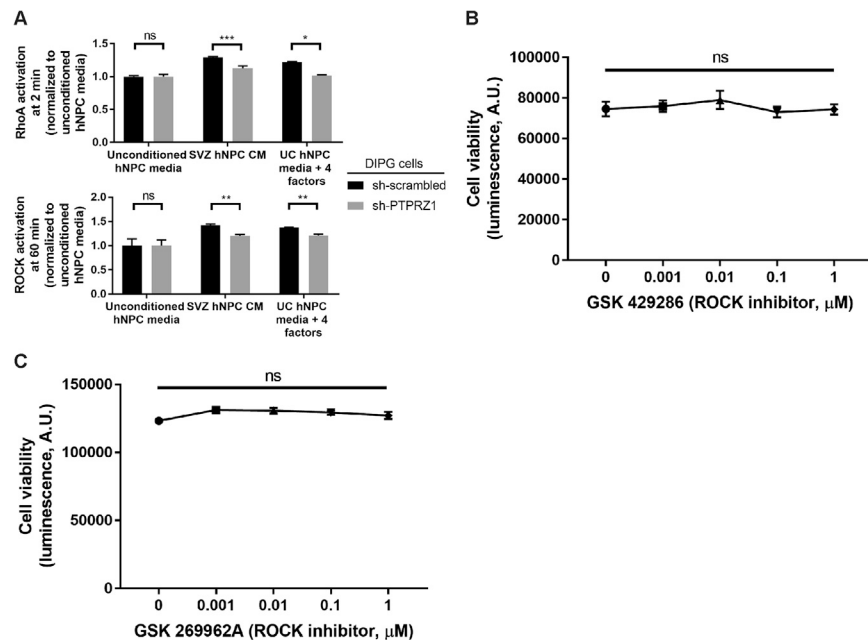 A
RhoA activation
at 2 min
(normalized to
unconditioned
hNPC media)
1.5
1.0
0.5
0.0
ns
***
*
Unconditioned
hNPC media
SVZ hNPC CM
UC hNPC
media + 4
factors
DIPG cells
sh-scrambled
sh-PTPRZ1
ROCK activation
at 60 min
(normalized to
unconditioned
hNPC media)
2.0
1.5
1.0
0.5
0.0
ns
**
**
Unconditioned
hNPC media
SVZ hNPC CM
UC hNPC
media + 4
factors
B
Cell viability
(luminescence, A.U.)
100000
80000
60000
40000
20000
0
ns
0 0.001 0.01 0.1 1
GSK 429286 (ROCK inhibitor, μM)
C
Cell viability
(luminescence, A.U.)
150000
100000
50000
0
ns
0 0.001 0.01 0.1 1
GSK 269962A (ROCK inhibitor, μM)